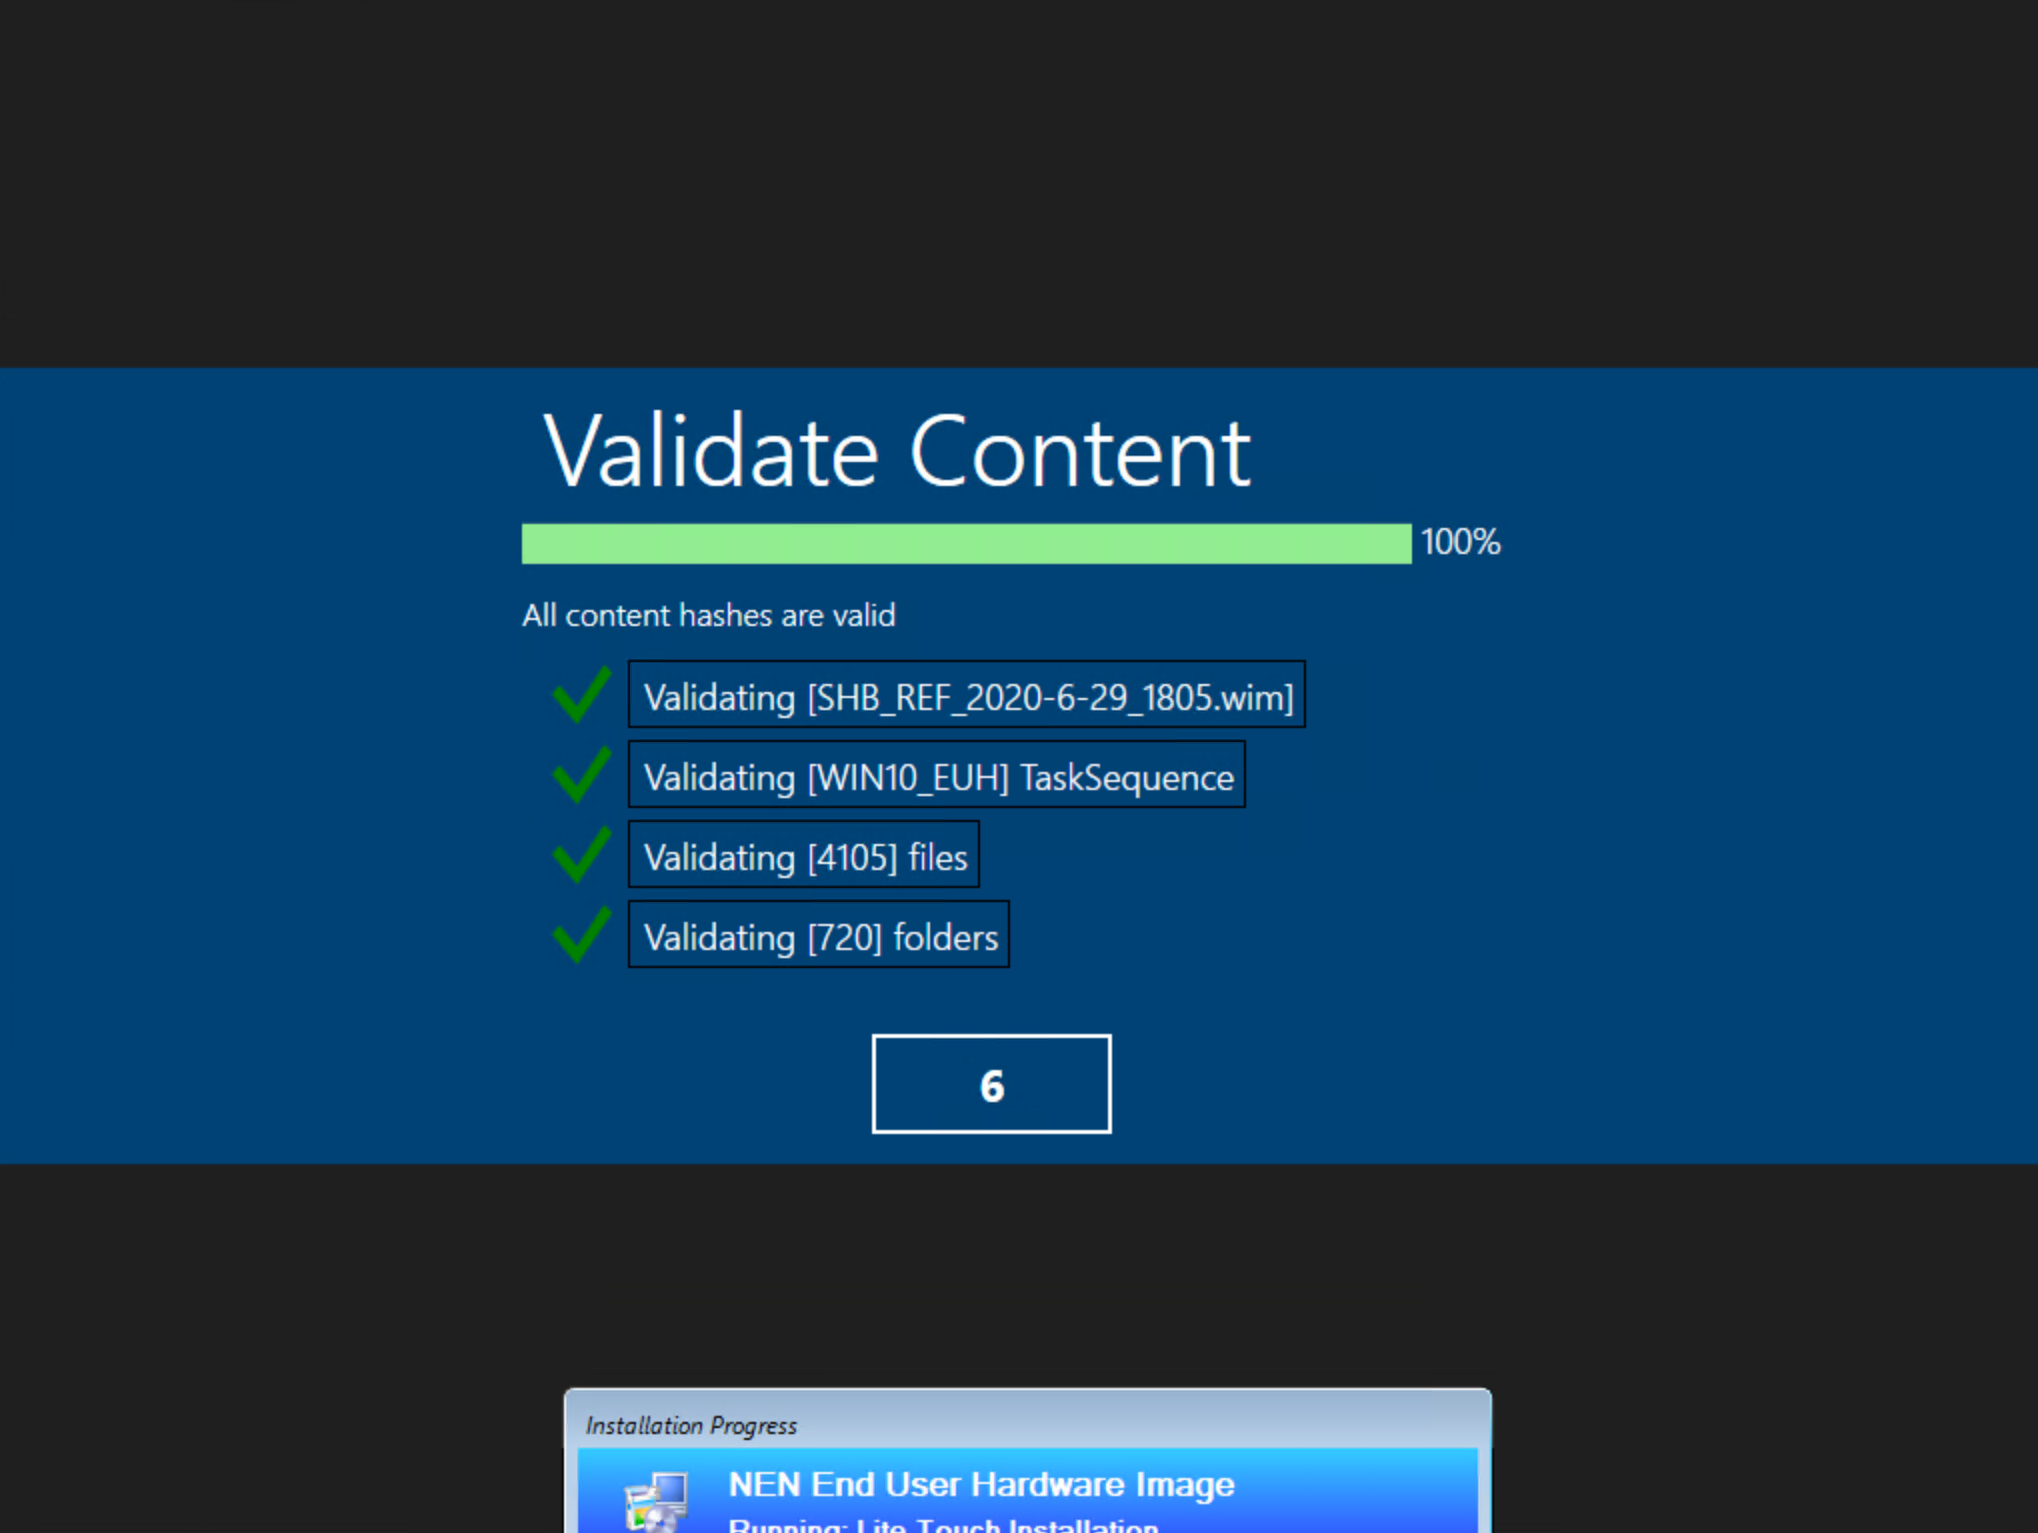 Validate Content
100%
All content hashes are valid
Validating [SHB_REF_2020-6-29_1805.wim]
Validating [WIN10_EUH] TaskSequence
Validating [4105] files
Validating [720] folders
6
Installation Progress
NEN End User Hardware Image
Running: Lite Touch Installation